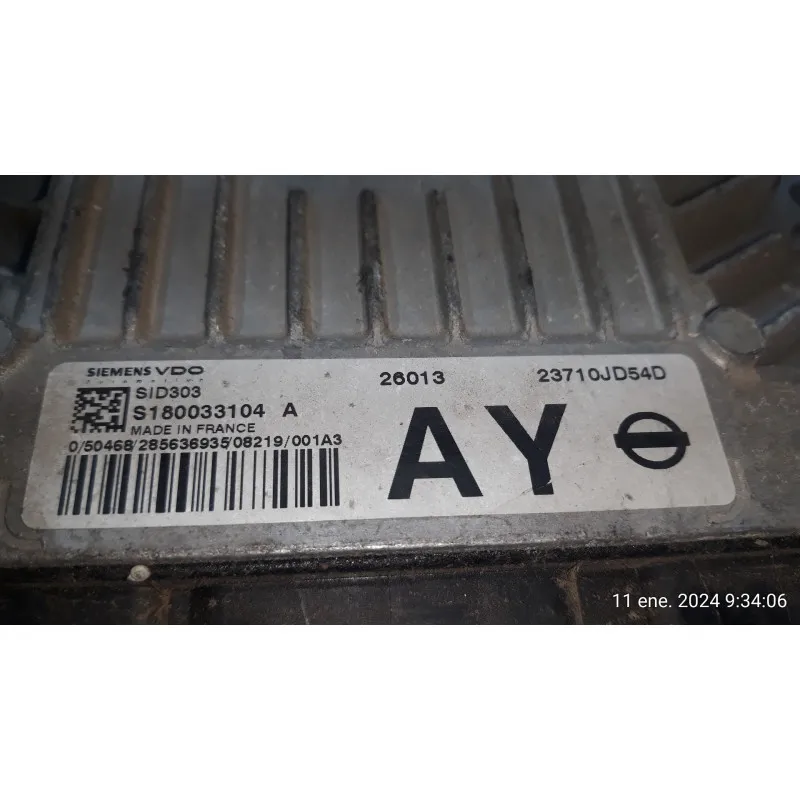 SIEMENS VDO 26013 23710JD54D
Automotive
SID303
S180033104 A
MADE IN FRANCE
0/50468/285636935/08219/001A3
AY
11 ene. 2024 9:34:06